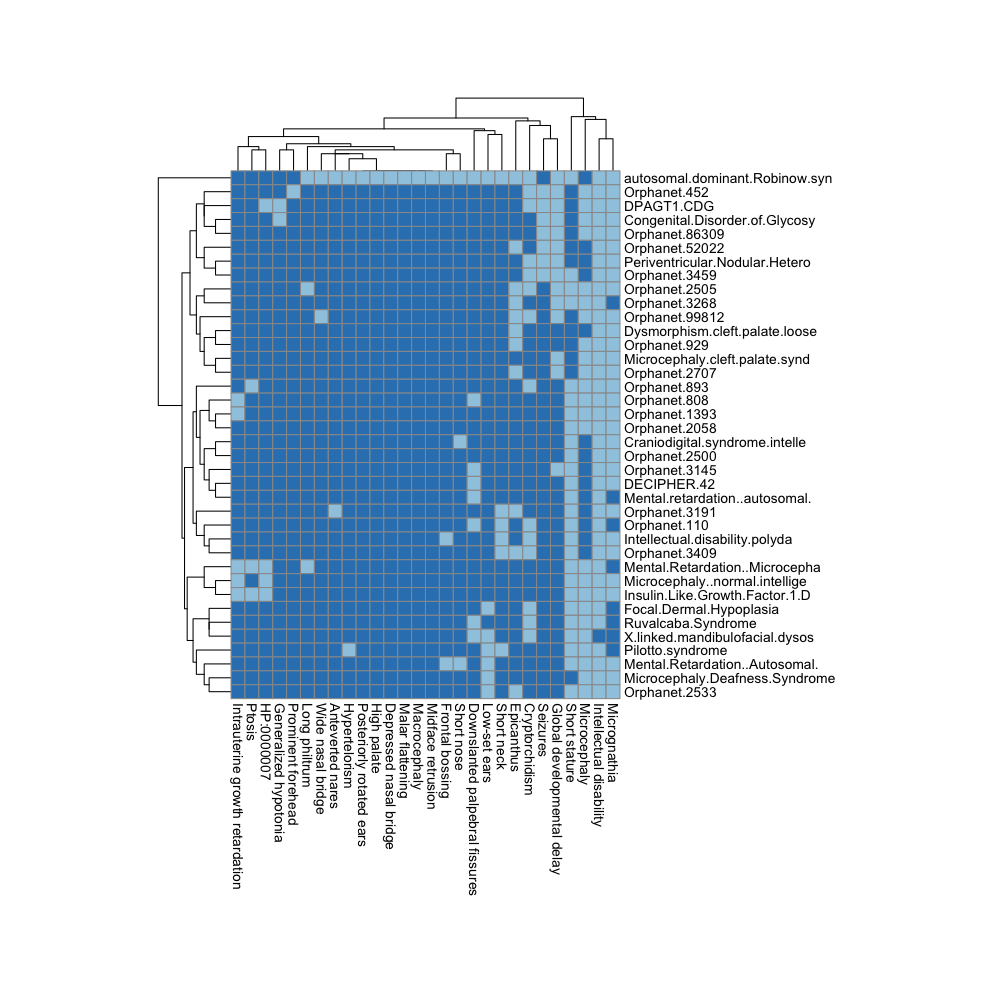 autosomal.dominant.Robinow.syn
Orphanet.452
DPAGT1.CDG
Congenital.Disorder.of.Glycosy
Orphanet.86309
Orphanet.52022
Periventricular.Nodular.Hetero
Orphanet.3459
Orphanet.2505
Orphanet.3268
Orphanet.99812
Dysmorphism.cleft.palate.loose
Orphanet.929
Microcephaly.cleft.palate.synd
Orphanet.2707
Orphanet.893
Orphanet.808
Orphanet.1393
Orphanet.2058
Craniodigital.syndrome.intelle
Orphanet.2500
Orphanet.3145
DECIPHER.42
Mental.retardation..autosomal.
Orphanet.3191
Orphanet.110
Intellectual.disability.polyda
Orphanet.3409
Mental.Retardation..Microcepha
Microcephaly..normal.intellige
Insulin.Like.Growth.Factor.1.D
Focal.Dermal.Hypoplasia
Ruvalcaba.Syndrome
X.linked.mandibulofacial.dysos
Pilotto.syndrome
Mental.Retardation..Autosomal.
Microcephaly.Deafness.Syndrome
Orphanet.2533
Intrauterine growth retardation
Ptosis
HP:0000007
Generalized hypotonia
Prominent forehead
Long philtrum
Wide nasal bridge
Anteverted nares
Hypertelorism
Posteriorly rotated ears
High palate
Depressed nasal bridge
Malar flattening
Macrocephaly
Midface retrusion
Frontal bossing
Short nose
Downslanted palpebral fissures
Low-set ears
Short neck
Epicanthus
Cryptorchidism
Seizures
Global developmental delay
Short stature
Microcephaly
Intellectual disability
Micrognathia